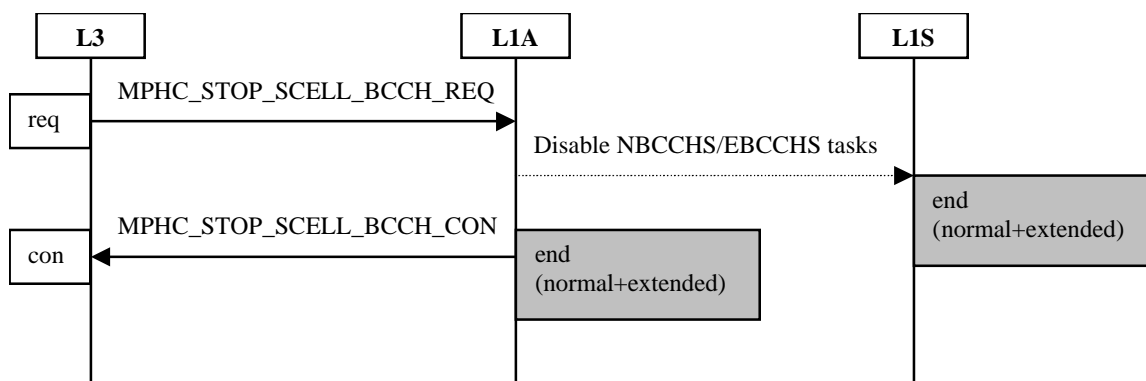 L3
L1A
L1S
MPHC_STOP_SCELL_BCCH_REQ
req
Disable NBCCHS/EBCCHS tasks
end
(normal+extended)
MPHC_STOP_SCELL_BCCH_CON
con
end
(normal+extended)